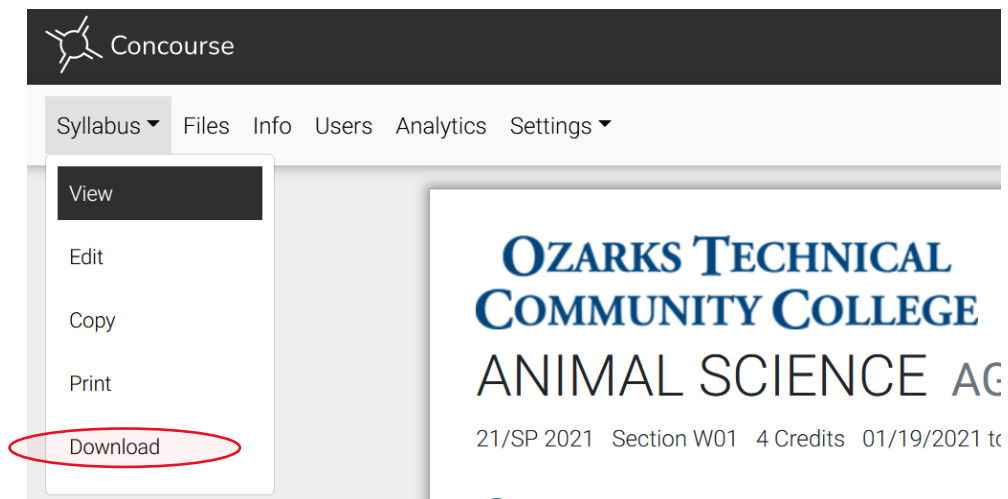 Concourse
Syllabus Files Info Users Analytics Settings
View
Edit
Copy
Print
Download
OZARKS TECHNICAL
COMMUNITY COLLEGE
ANIMAL SCIENCE AG
21/SP 2021 Section W01 4 Credits 01/19/2021 to